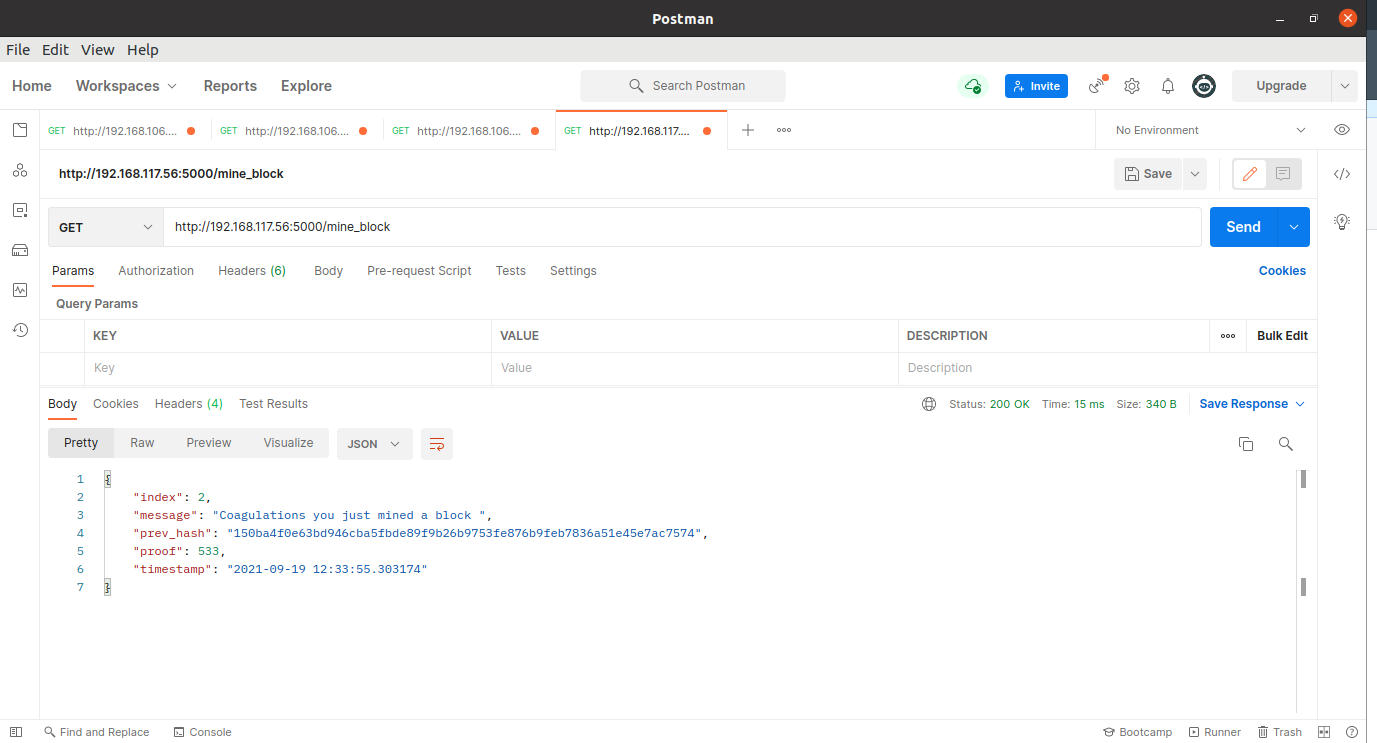 Postman
File Edit View Help
Home Workspaces Reports Explore Search Postman Invite Upgrade
GET http://192.168.106.... GET http://192.168.106.... GET http://192.168.106.... GET http://192.168.117.... No Environment
http://192.168.117.56:5000/mine_block Save
GET http://192.168.117.56:5000/mine_block Send
Params Authorization Headers (6) Body Pre-request Script Tests Settings Cookies
Query Params
KEY VALUE DESCRIPTION Bulk Edit
Key Value Description
Body Cookies Headers (4) Test Results Status: 200 OK Time: 15 ms Size: 340 B Save Response
Pretty Raw Preview Visualize JSON
1 {
2 "index": 2,
3 "message": "Coagulations you just mined a block ",
4 "prev_hash": "150ba4f0e63bd946cba5fbde89f9b26b9753fe876b9feb7836a51e45e7ac7574",
5 "proof": 533,
6 "timestamp": "2021-09-19 12:33:55.303174"
7 }
Find and Replace Console Bootcamp Runner Trash